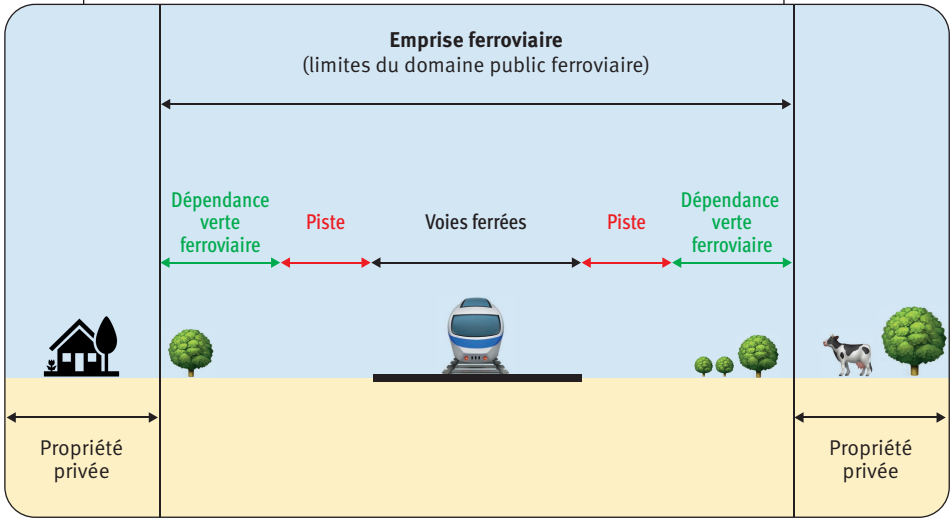 Emprise ferroviaire
(limites du domaine public ferroviaire)
Dépendance
verte
ferroviaire
Piste
Voies ferrées
Piste
Dépendance
verte
ferroviaire
Propriété
privée
Propriété
privée